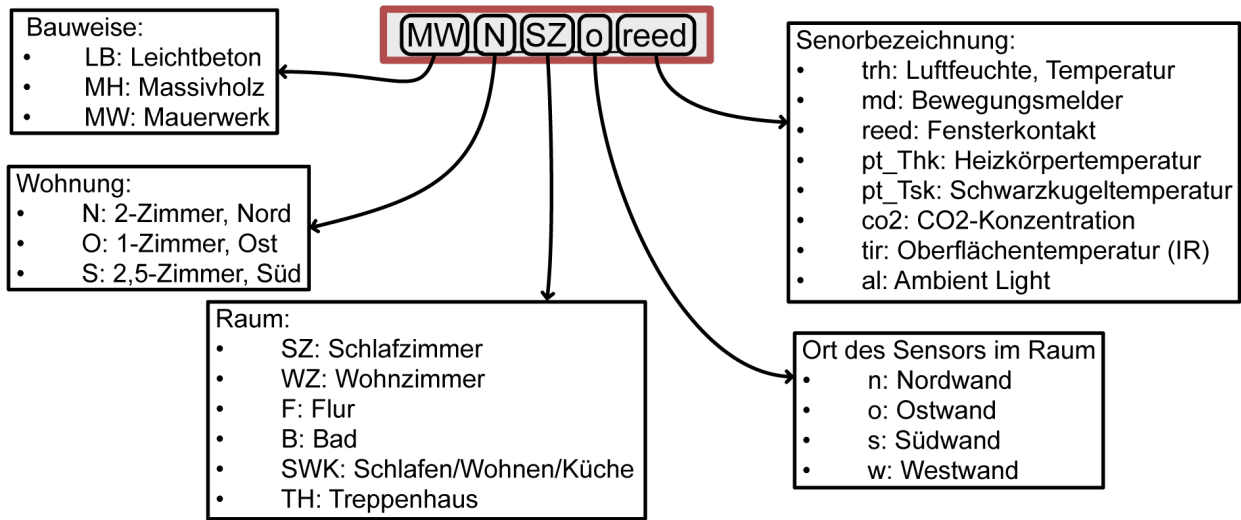 MW N SZ o reed
Bauweise:
• LB: Leichtbeton
• MH: Massivholz
• MW: Mauerwerk
Wohnung:
• N: 2-Zimmer, Nord
• O: 1-Zimmer, Ost
• S: 2,5-Zimmer, Süd
Raum:
• SZ: Schlafzimmer
• WZ: Wohnzimmer
• F: Flur
• B: Bad
• SWK: Schlafen/Wohnen/Küche
• TH: Treppenhaus
Senorbezeichnung:
• trh: Luftfeuchte, Temperatur
• md: Bewegungsmelder
• reed: Fensterkontakt
• pt_Thk: Heizkörpertemperatur
• pt_Tsk: Schwarzkugeltemperatur
• co2: CO2-Konzentration
• tir: Oberflächentemperatur (IR)
• al: Ambient Light
Ort des Sensors im Raum
• n: Nordwand
• o: Ostwand
• s: Südwand
• w: Westwand